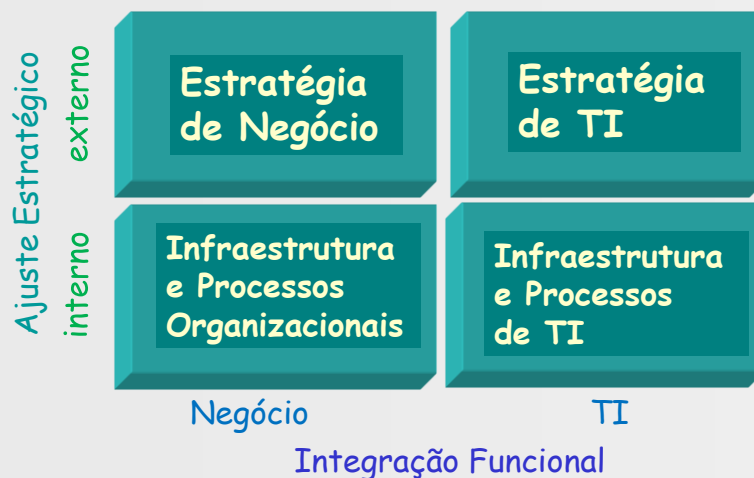 Ajuste Estratégico
externo
interno
Estratégia
de Negócio
Estratégia
de TI
Infraestrutura
e Processos
Organizacionais
Infraestrutura
e Processos
de TI
Negócio
TI
Integração Funcional